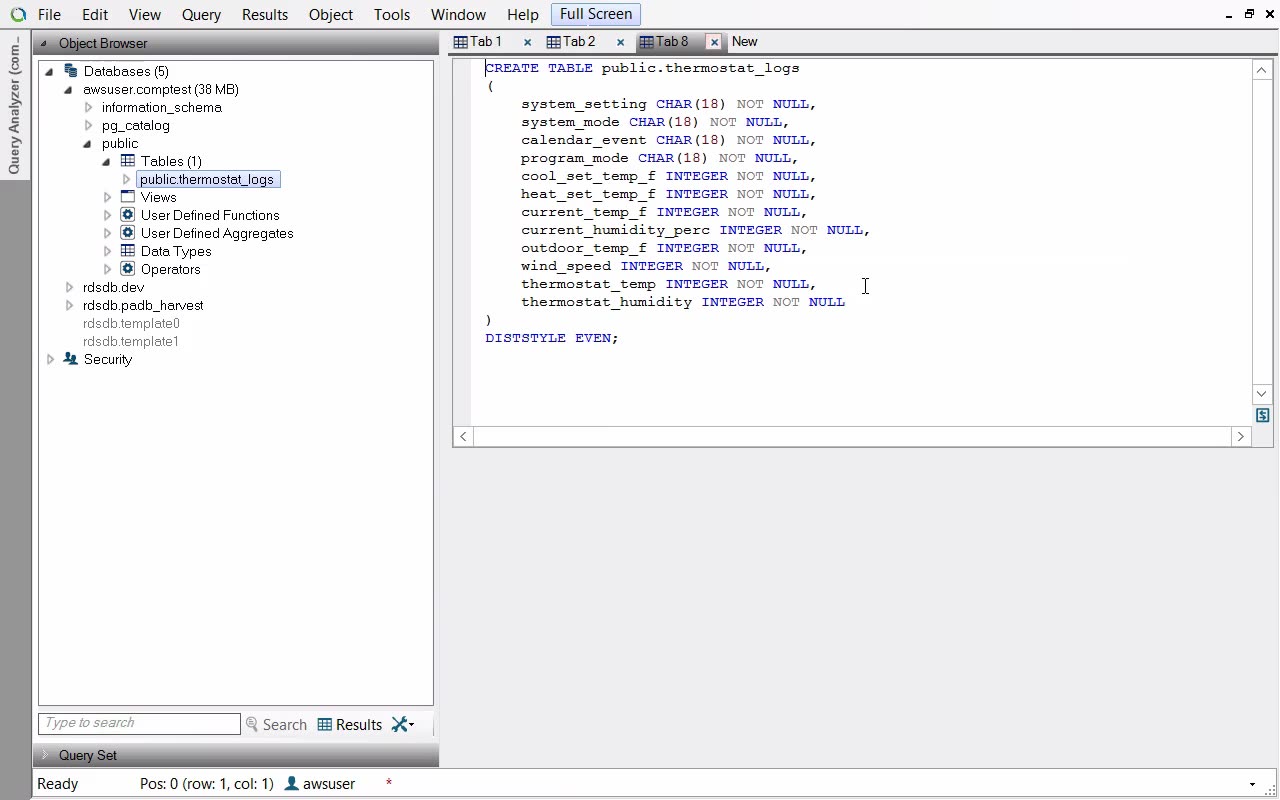 File Edit View Query Results Object Tools Window Help Full Screen
Query Analyzer (com...
Object Browser
Databases (5)
awsuser.comptest (38 MB)
information_schema
pg_catalog
public
Tables (1)
public.thermostat_logs
Views
User Defined Functions
User Defined Aggregates
Data Types
Operators
rdsdb.dev
rdsdb.padb_harvest
rdsdb.template0
rdsdb.template1
Security
Type to search Search Results
Query Set
Tab 1 × Tab 2 × Tab 8 × New
CREATE TABLE public.thermostat_logs
(
system_setting CHAR(18) NOT NULL,
system_mode CHAR(18) NOT NULL,
calendar_event CHAR(18) NOT NULL,
program_mode CHAR(18) NOT NULL,
cool_set_temp_f INTEGER NOT NULL,
heat_set_temp_f INTEGER NOT NULL,
current_temp_f INTEGER NOT NULL,
current_humidity_perc INTEGER NOT NULL,
outdoor_temp_f INTEGER NOT NULL,
wind_speed INTEGER NOT NULL,
thermostat_temp INTEGER NOT NULL,
thermostat_humidity INTEGER NOT NULL
)
DISTSTYLE EVEN;
Ready Pos: 0 (row: 1, col: 1) awsuser *